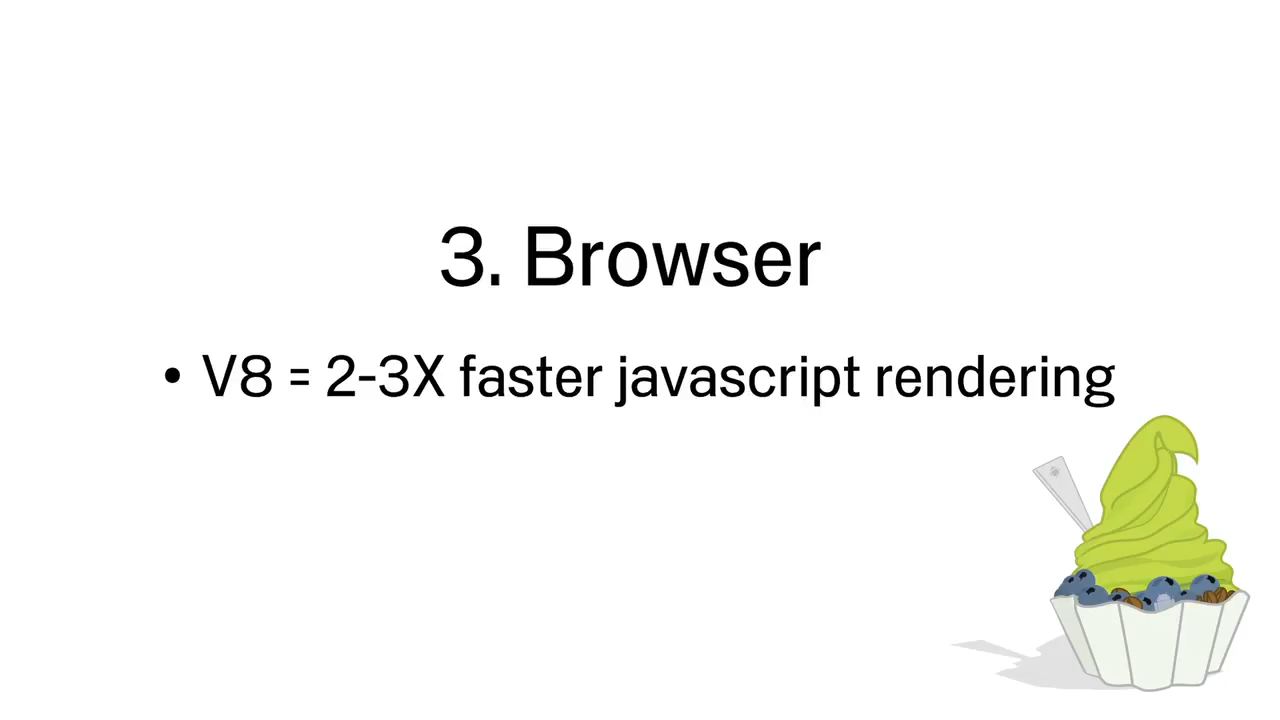 3. Browser
• V8 = 2-3X faster javascript rendering